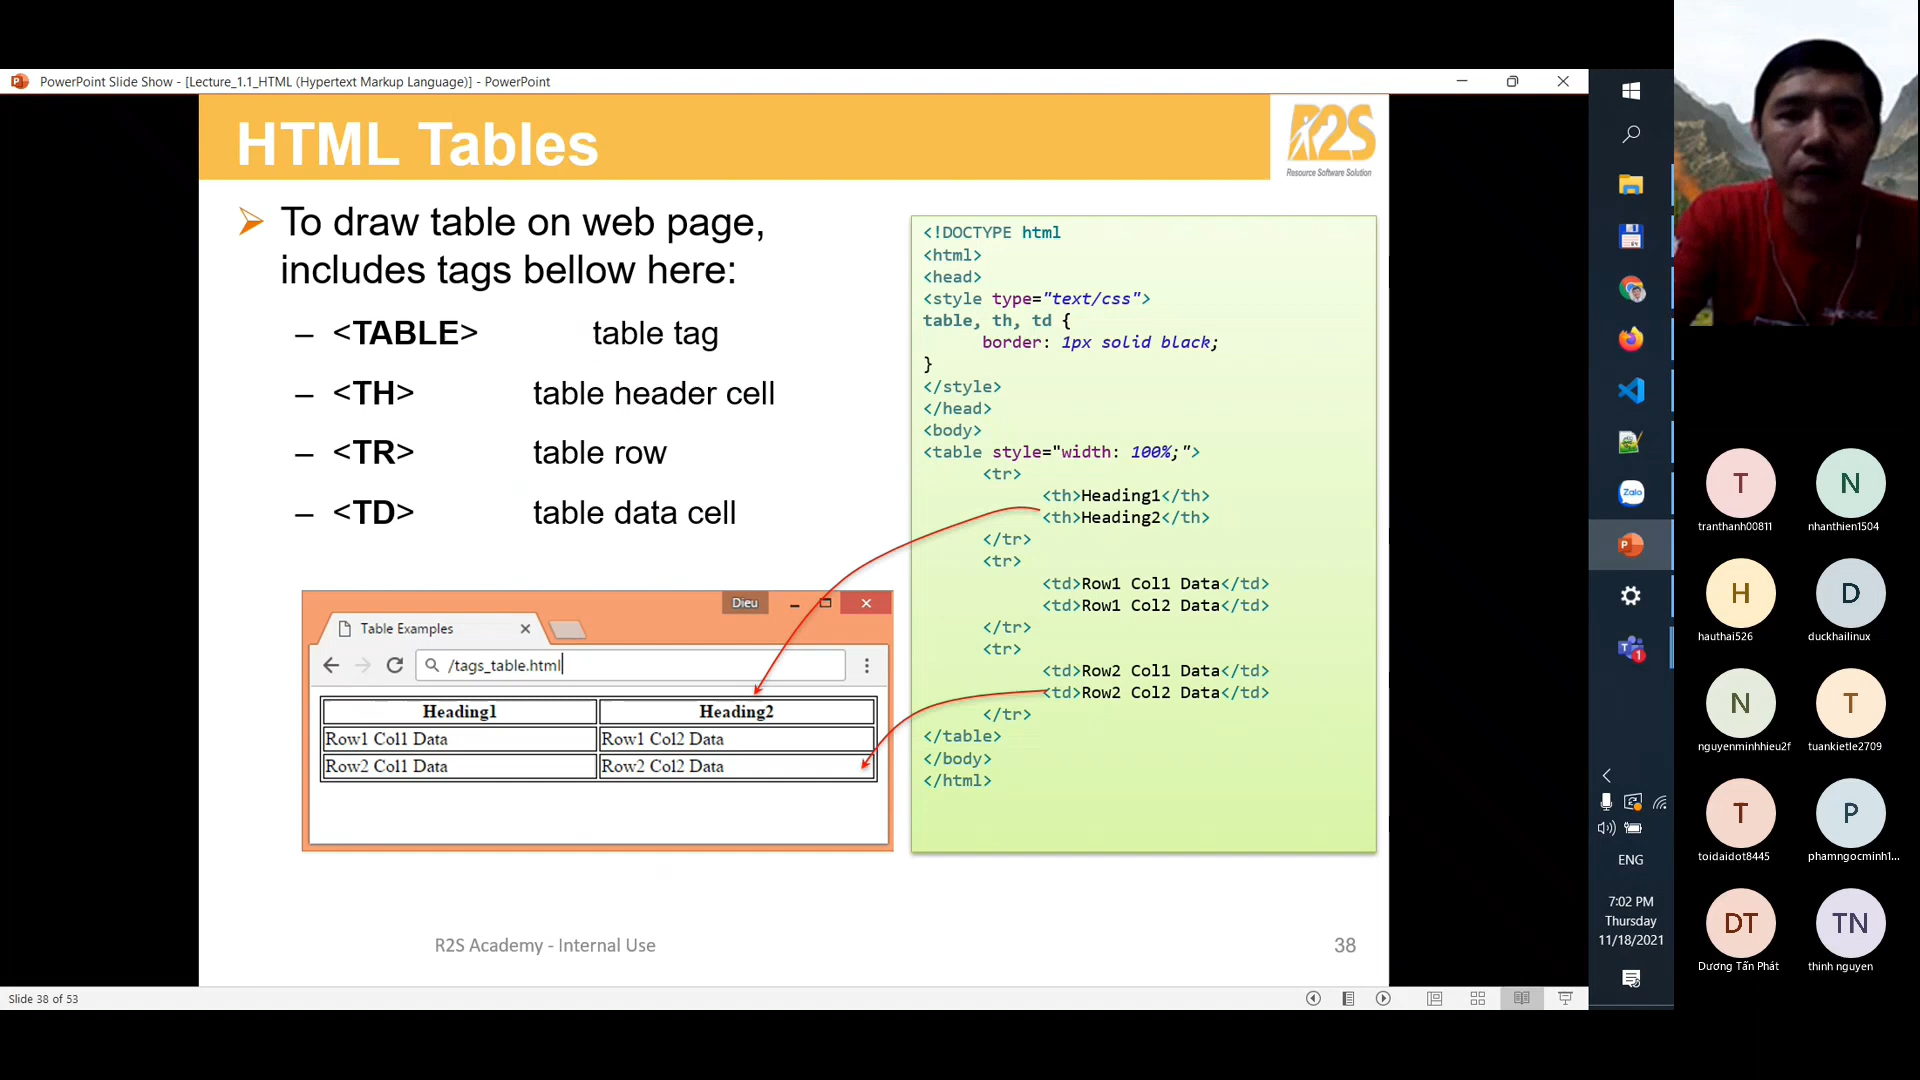 PowerPoint Slide Show - [Lecture_1.1_HTML (Hypertext Markup Language)] - PowerPoint
HTML Tables
R2S
Resource Software Solution
To draw table on web page,
includes tags bellow here:
– <TABLE> table tag
– <TH> table header cell
– <TR> table row
– <TD> table data cell
<!DOCTYPE html
<html>
<head>
<style type="text/css">
table, th, td {
border: 1px solid black;
}
</style>
</head>
<body>
<table style="width: 100%;">
<tr>
<th>Heading1</th>
<th>Heading2</th>
</tr>
<tr>
<td>Row1 Col1 Data</td>
<td>Row1 Col2 Data</td>
</tr>
<tr>
<td>Row2 Col1 Data</td>
<td>Row2 Col2 Data</td>
</tr>
</table>
</body>
</html>
Dieu
Table Examples
/tags_table.html
Heading1 Heading2
Row1 Col1 Data Row1 Col2 Data
Row2 Col1 Data Row2 Col2 Data
R2S Academy - Internal Use
38
Slide 38 of 53
Zalo
1
ENG
7:02 PM
Thursday
11/18/2021
T N
tranthanh00811 nhanthien1504
H D
hauthai526 duckhailinux
N T
nguyenminhhieu2f tuankietle2709
T P
toidaidot8445 phamngocminh1...
DT TN
Dương Tấn Phát thinh nguyen